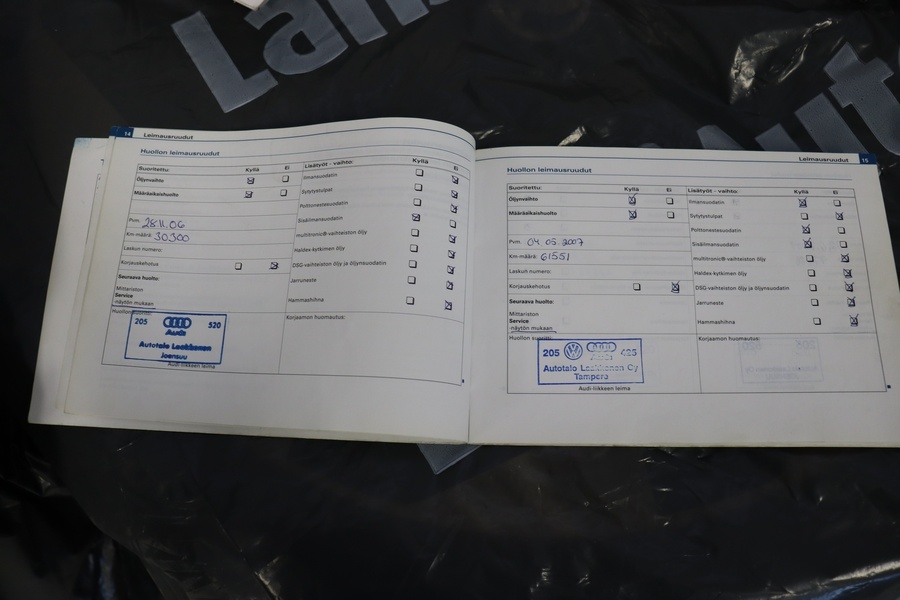 Lan
Aut
14 Leimausruudut
Huollon leimausruudut
Suoritettu: Kyllä Ei
Öljynvaihto
Määräaikaishuolto
Pvm. 28.11.06
Km-määrä: 30300
Laskun numero:
Korjauskehotus
Seuraava huolto:
Mittariston
Service
-näytön mukaan
205 Audi 520
Autotalo Laakkonen
Joensuu
Audi-liikkeen leima
Lisätyöt - vaihto: Kyllä Ei
Ilmansuodatin
Sytytystulpat
Polttonestesuodatin
Sisäilmansuodatin
multitronic®-vaihteiston öljy
Haldex-kytkimen öljy
DSG-vaihteiston öljy ja öljynsuodatin
Jarruneste
Hammashihna
Korjaamon huomautus:
Leimausruudut 15
Huollon leimausruudut
Suoritettu: Kyllä Ei
Öljynvaihto
Määräaikaishuolto
Pvm. 04.05.2007
Km-määrä: 61551
Laskun numero:
Korjauskehotus
Seuraava huolto:
Mittariston
Service
-näytön mukaan
Huollon suoritti:
205 Audi 425
Autotalo Laakkonen Oy
Tampere
Audi-liikkeen leima
Lisätyöt - vaihto: Kyllä Ei
Ilmansuodatin
Sytytystulpat
Polttonestesuodatin
Sisäilmansuodatin
multitronic®-vaihteiston öljy
Haldex-kytkimen öljy
DSG-vaihteiston öljy ja öljynsuodatin
Jarruneste
Hammashihna
Korjaamon huomautus: